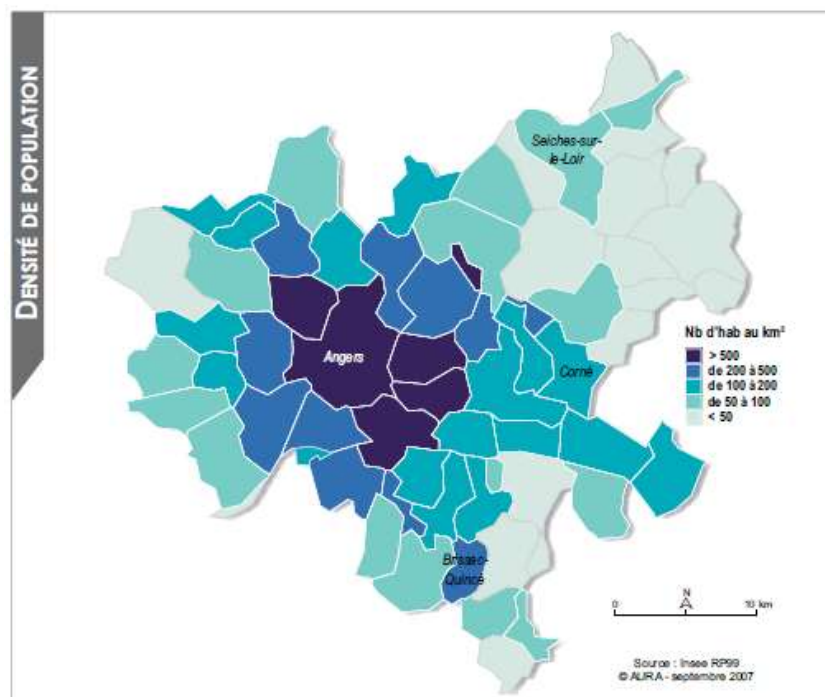 DENSITÉ DE POPULATION
Seiches-sur-
le-Loir
Angers
Corné
Brissac-
Quincé
Nb d'hab au km²
> 500
de 200 à 500
de 100 à 200
de 50 à 100
< 50
N
0 10 km
Source : Insee RP99
© AURA - septembre 2007